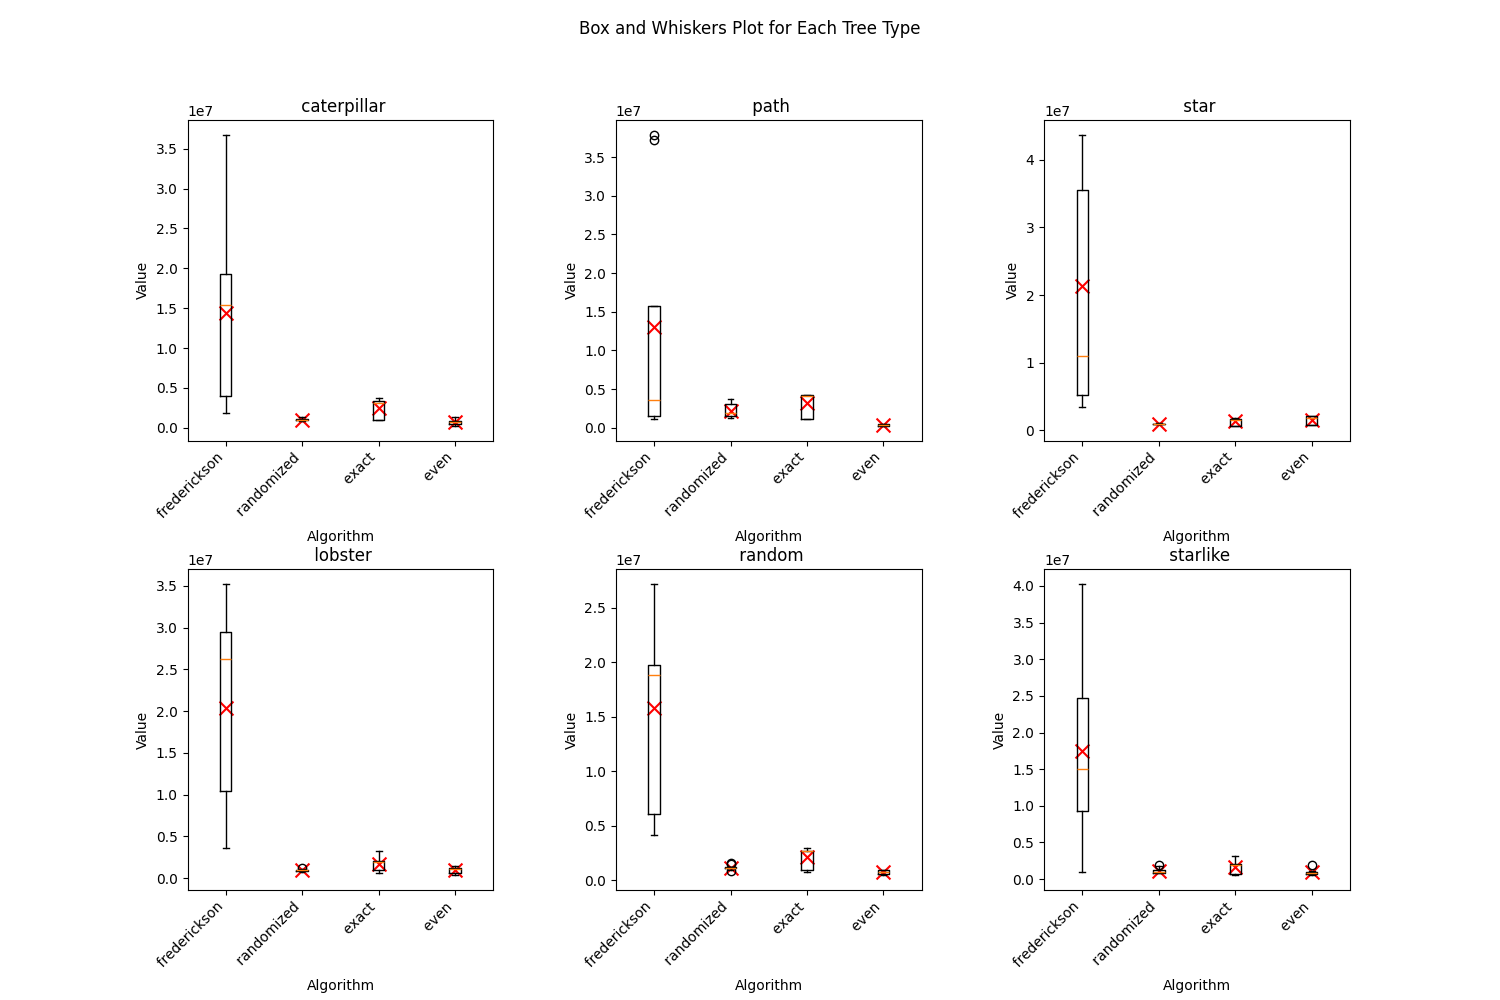 Box and Whiskers Plot for Each Tree Type
caterpillar
1e7
3.5
3.0
2.5
2.0
1.5
1.0
0.5
0.0
Value
frederickson
randomized
exact
even
Algorithm
path
1e7
3.5
3.0
2.5
2.0
1.5
1.0
0.5
0.0
Value
frederickson
randomized
exact
even
Algorithm
star
1e7
4
3
2
1
0
Value
frederickson
randomized
exact
even
Algorithm
lobster
1e7
3.5
3.0
2.5
2.0
1.5
1.0
0.5
0.0
Value
frederickson
randomized
exact
even
Algorithm
random
1e7
2.5
2.0
1.5
1.0
0.5
0.0
Value
frederickson
randomized
exact
even
Algorithm
starlike
1e7
4.0
3.5
3.0
2.5
2.0
1.5
1.0
0.5
0.0
Value
frederickson
randomized
exact
even
Algorithm